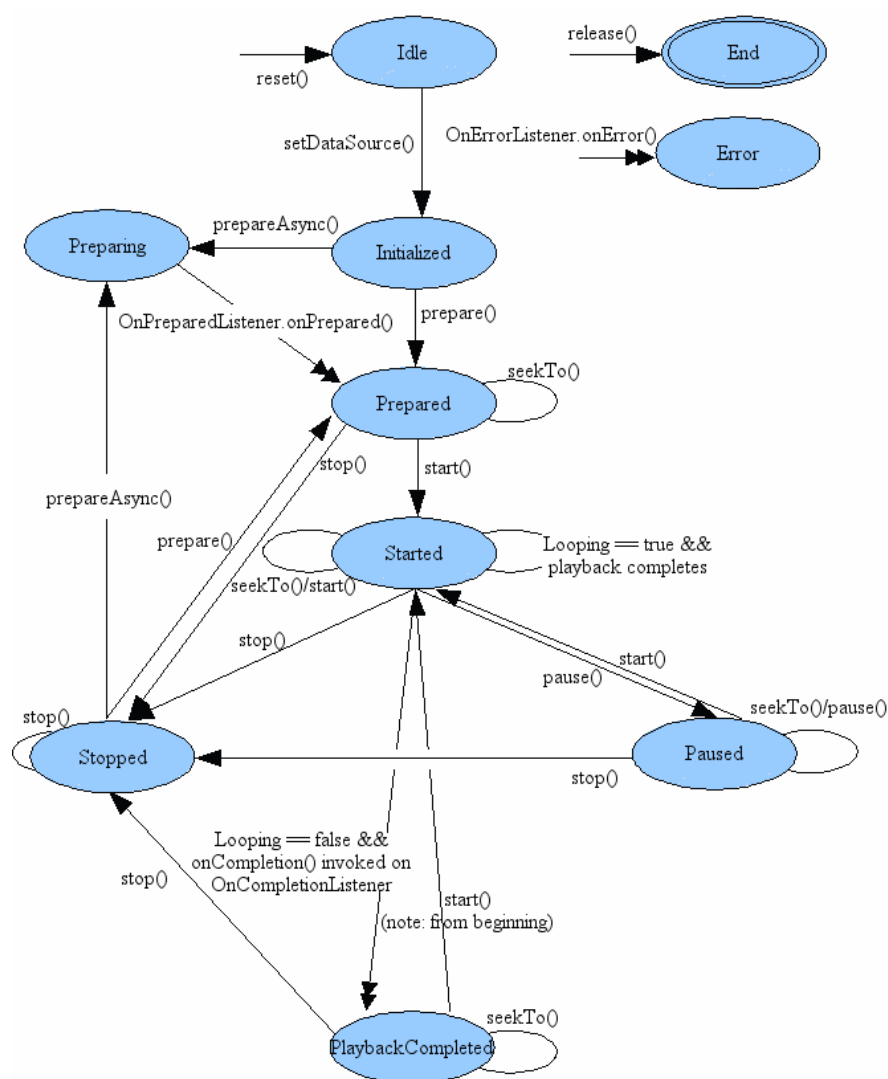 Idle
release()
End
reset()
setDataSource()
OnErrorListener.onError()
Error
prepareAsync()
Preparing
Initialized
OnPreparedListener.onPrepared()
prepare()
seekTo()
Prepared
stop()
start()
prepareAsync()
prepare()
Started
Looping == true &&
playback completes
seekTo()/start()
stop()
start()
pause()
stop()
seekTo()/pause()
Stopped
Paused
stop()
Looping == false &&
onCompletion() invoked on
OnCompletionListener
stop()
start()
(note: from beginning)
seekTo()
PlaybackCompleted